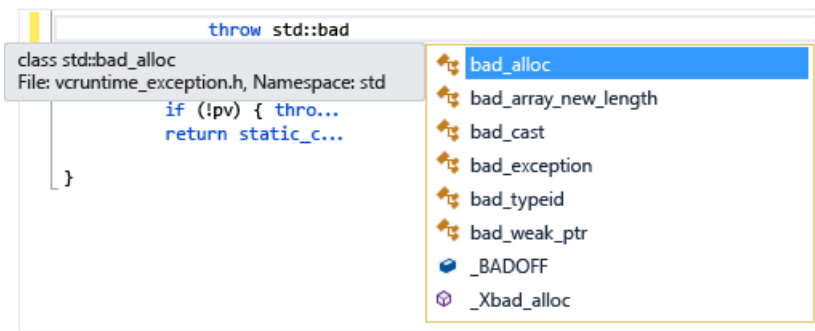 throw std::bad
class std::bad_alloc
File: vcruntime_exception.h, Namespace: std
if (!pv) { thro...
return static_c...
}
bad_alloc
bad_array_new_length
bad_cast
bad_exception
bad_typeid
bad_weak_ptr
_BADOFF
_Xbad_alloc